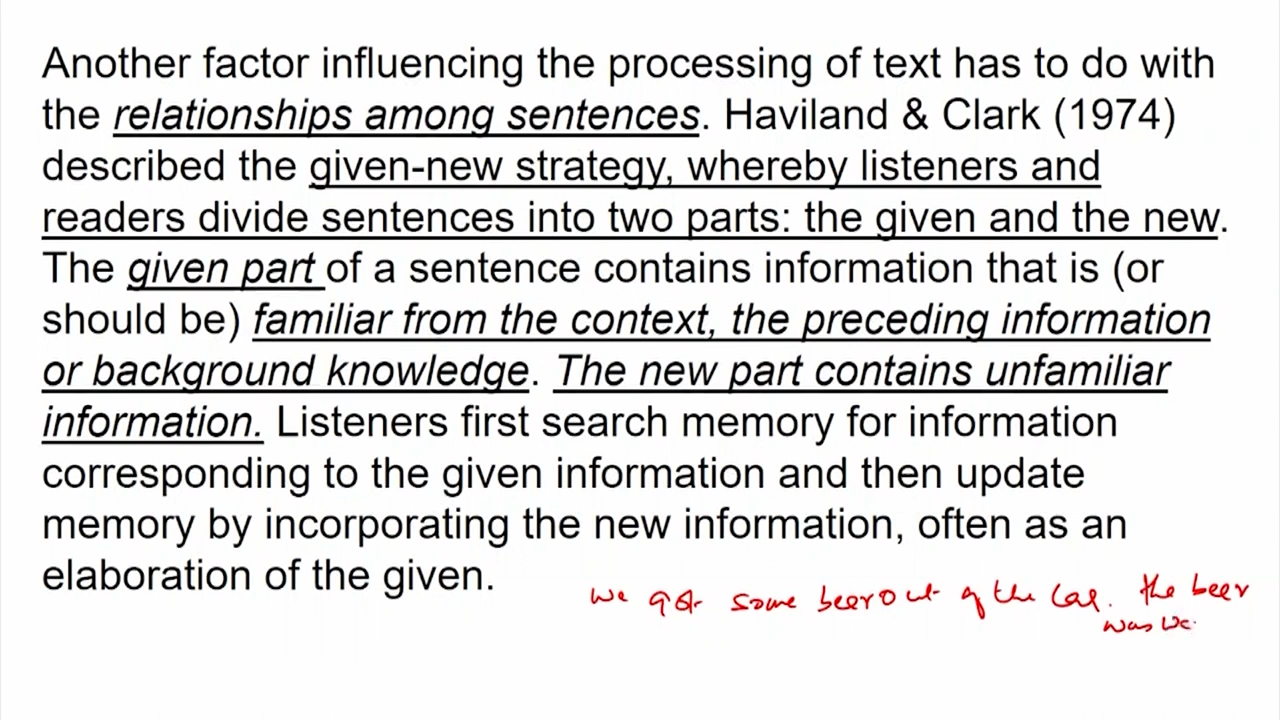 Another factor influencing the processing of text has to do with
the relationships among sentences. Haviland & Clark (1974)
described the given-new strategy, whereby listeners and
readers divide sentences into two parts: the given and the new.
The given part of a sentence contains information that is (or
should be) familiar from the context, the preceding information
or background knowledge. The new part contains unfamiliar
information. Listeners first search memory for information
corresponding to the given information and then update
memory by incorporating the new information, often as an
elaboration of the given.
we got some beer out of the car. the beer
was